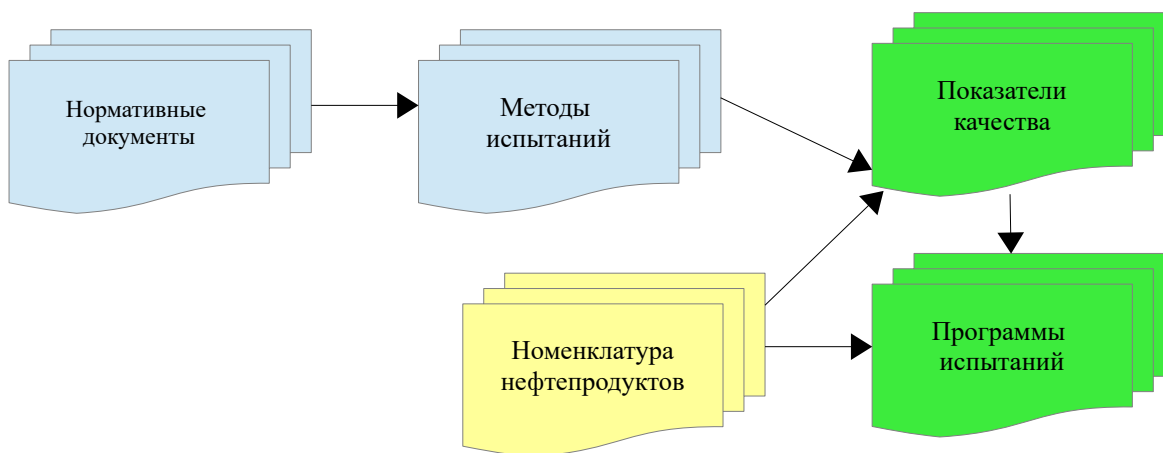 Нормативные
документы
Методы
испытаний
Показатели
качества
Номенклатура
нефтепродуктов
Программы
испытаний